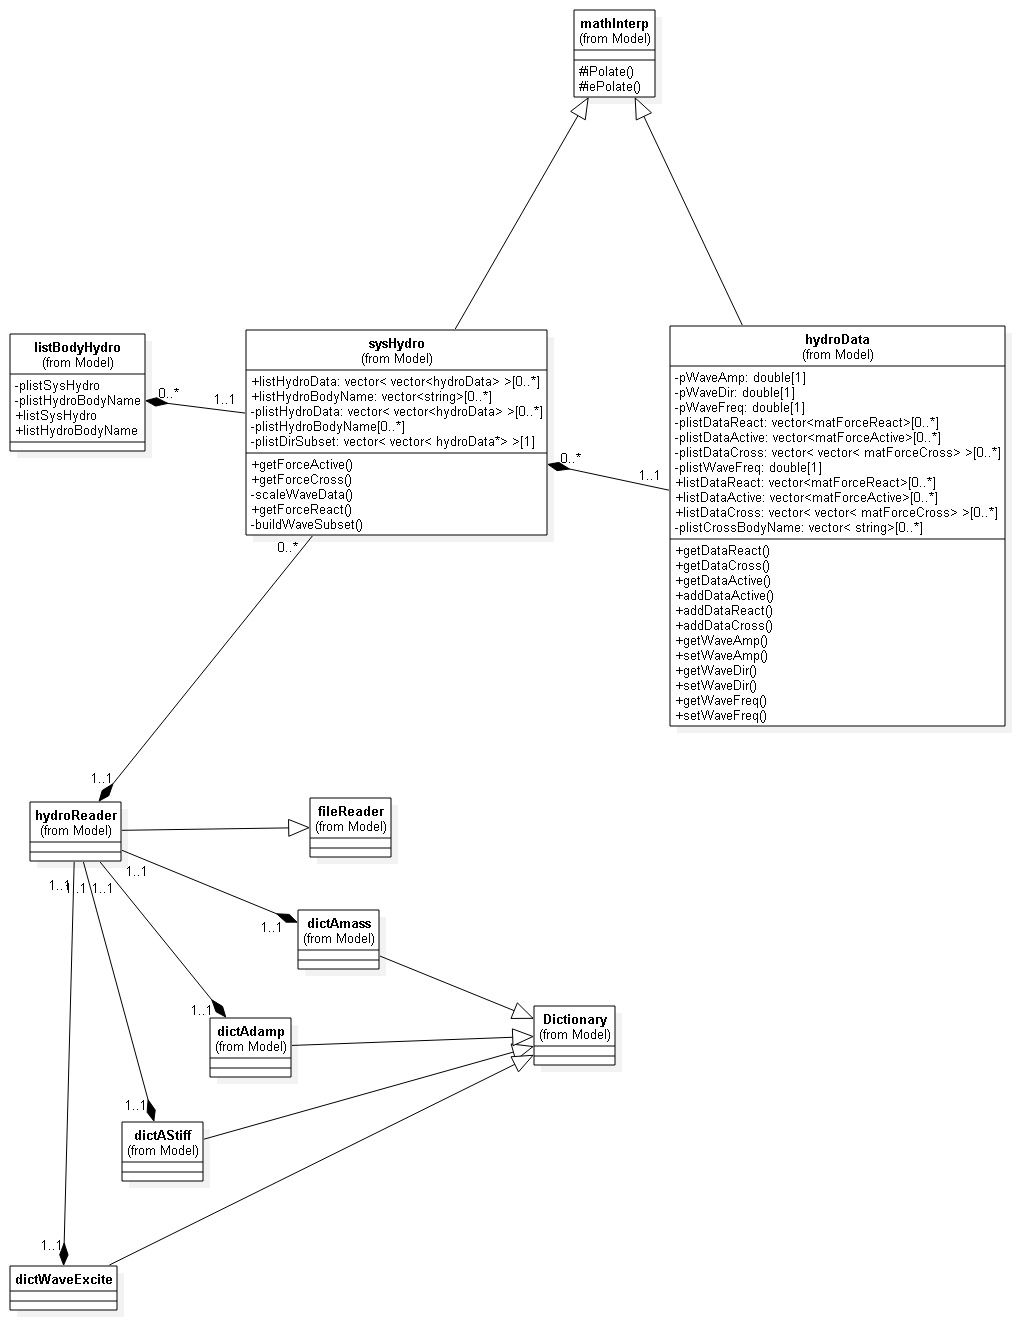 mathInterp
(from Model)
#iPolate()
#iePolate()
listBodyHydro
(from Model)
-plistSysHydro
-plistHydroBodyName
+listSysHydro
+listHydroBodyName
0..*
1..1
sysHydro
(from Model)
+listHydroData: vector< vector<hydroData> >[0..*]
+listHydroBodyName: vector<string>[0..*]
-plistHydroData: vector< vector<hydroData> >[0..*]
-plistHydroBodyName[0..*]
-plistDirSubset: vector< vector< hydroData*> >[1]
+getForceActive()
+getForceCross()
-scaleWaveData()
+getForceReact()
-buildWaveSubset()
0..*
1..1
hydroData
(from Model)
-pWaveAmp: double[1]
-pWaveDir: double[1]
-pWaveFreq: double[1]
-plistDataReact: vector<matForceReact>[0..*]
-plistDataActive: vector<matForceActive>[0..*]
-plistDataCross: vector< vector< matForceCross> >[0..*]
-plistWaveFreq: double[1]
+listDataReact: vector<matForceReact>[0..*]
+listDataActive: vector<matForceActive>[0..*]
+listDataCross: vector< vector< matForceCross> >[0..*]
-plistCrossBodyName: vector< string>[0..*]
+getDataReact()
+getDataCross()
+getDataActive()
+addDataActive()
+addDataReact()
+addDataCross()
+getWaveAmp()
+setWaveAmp()
+getWaveDir()
+setWaveDir()
+getWaveFreq()
+setWaveFreq()
0..*
1..1
hydroReader
(from Model)
fileReader
(from Model)
1..1
1..1
1..1
1..1
1..1
dictAmass
(from Model)
1..1
dictAdamp
(from Model)
Dictionary
(from Model)
1..1
dictAStiff
(from Model)
1..1
dictWaveExcite